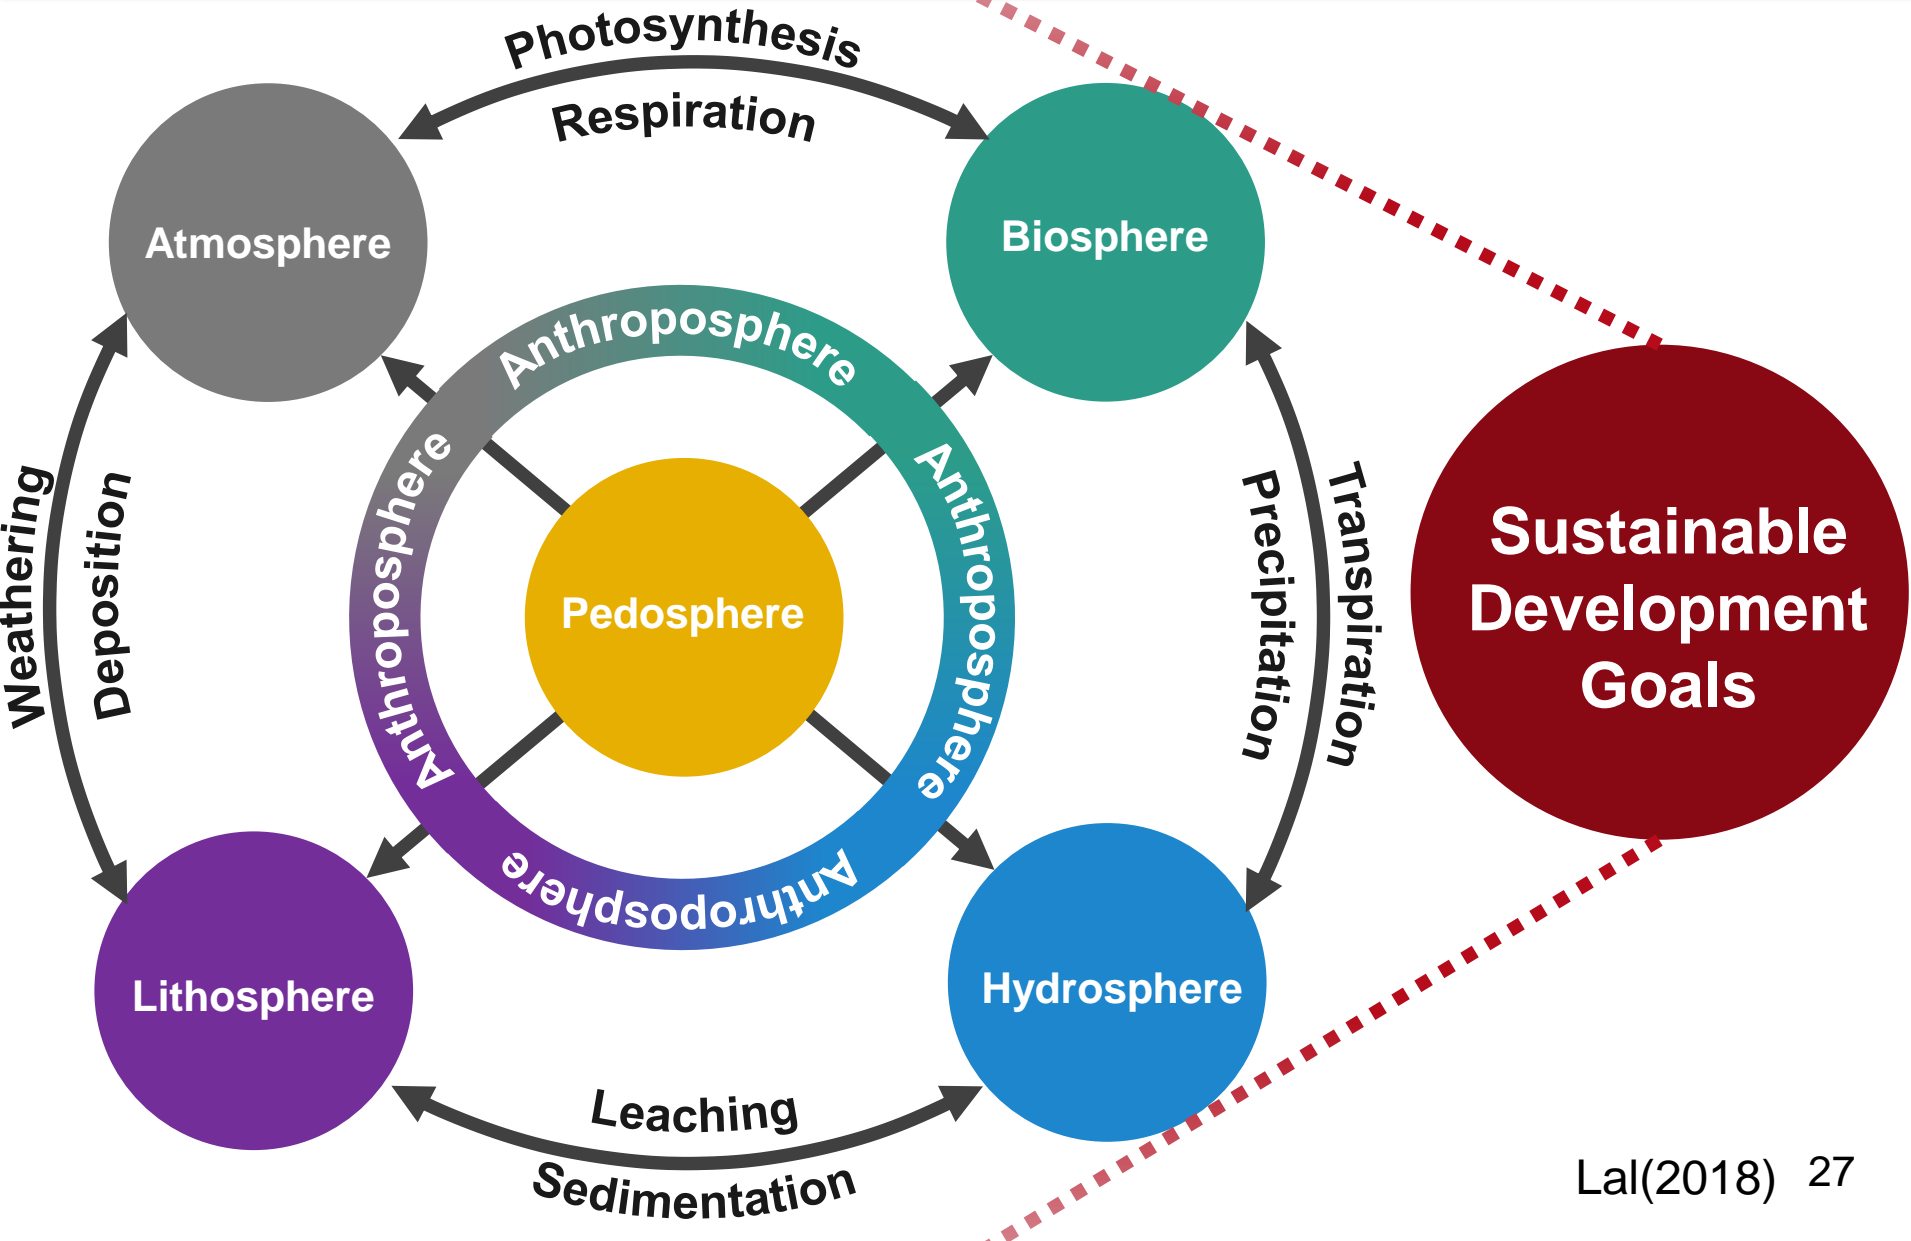 Photosynthesis
Respiration
Atmosphere
Biosphere
Anthroposphere
Anthroposphere
Anthroposphere
Anthroposphere
Pedosphere
Weathering
Deposition
Precipitation
Transpiration
Sustainable
Development
Goals
Lithosphere
Hydrosphere
Leaching
Sedimentation
Lal(2018) 27